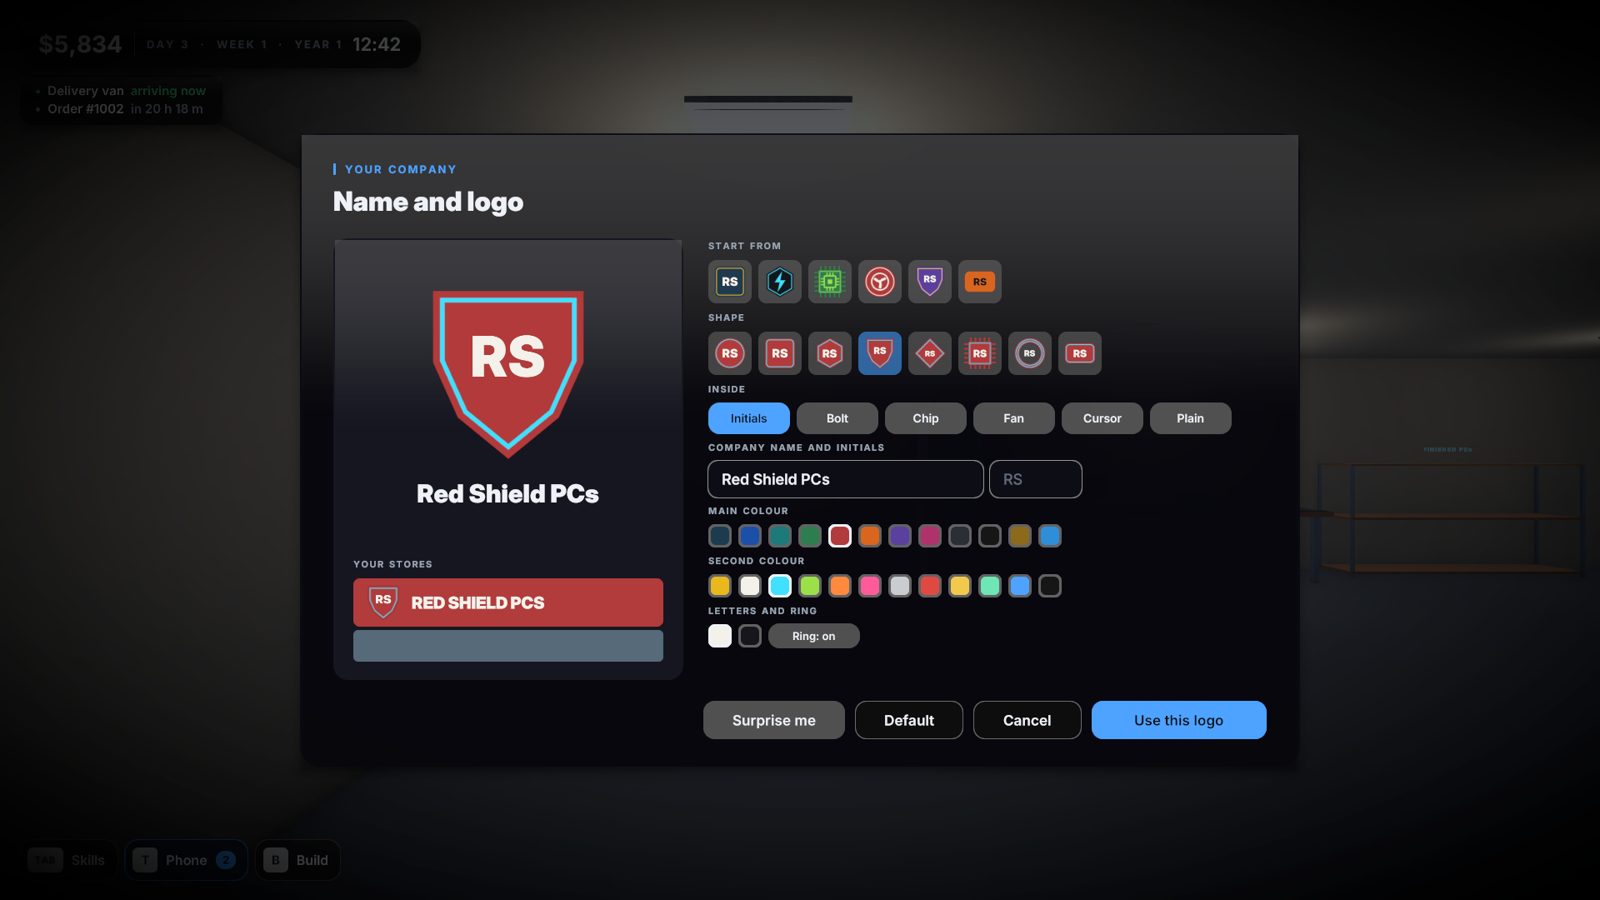 $5,834 DAY 3 · WEEK 1 · YEAR 1 12:42
Delivery van arriving now
Order #1002 in 20 h 18 m
YOUR COMPANY
Name and logo
RS
Red Shield PCs
YOUR STORES
RS RED SHIELD PCS
START FROM
RS RS RS
SHAPE
RS RS RS RS RS RS RS RS
INSIDE
Initials Bolt Chip Fan Cursor Plain
COMPANY NAME AND INITIALS
Red Shield PCs RS
MAIN COLOUR
SECOND COLOUR
LETTERS AND RING
Ring: on
Surprise me Default Cancel Use this logo
FINISHED PCs
TAB Skills T Phone 2 B Build